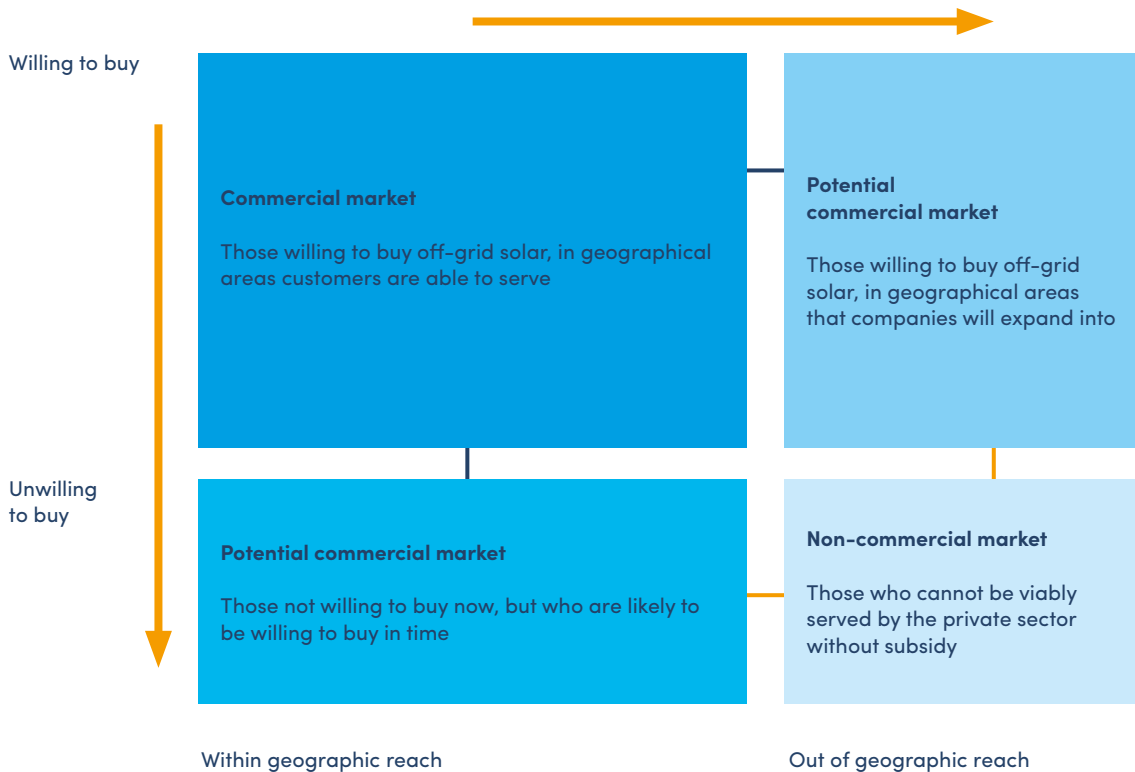 Willing to buy
Commercial market
Those willing to buy off-grid solar, in geographical
areas customers are able to serve
Potential
commercial market
Those willing to buy off-grid
solar, in geographical areas
that companies will expand into
Unwilling
to buy
Potential commercial market
Those not willing to buy now, but who are likely to
be willing to buy in time
Non-commercial market
Those who cannot be viably
served by the private sector
without subsidy
Within geographic reach
Out of geographic reach